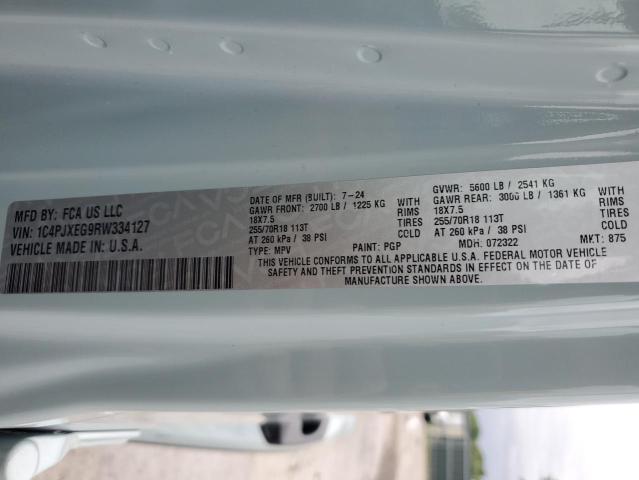 MFD BY: FCA US LLC
VIN: 1C4PJXEG9RW334127
VEHICLE MADE IN U.S.A.
DATE OF MFR (BUILT): 7-24
GAWR FRONT: 2700 LB / 1225 KG WITH
18X7.5 RIMS
255/70R18 113T TIRES
AT 260 kPa / 38 PSI COLD
TYPE: MPV PAINT: PGP
GVWR: 5600 LB / 2541 KG
GAWR REAR: 3000 LB / 1361 KG WITH
18X7.5 RIMS
255/70R18 113T TIRES
AT 260 kPa / 38 PSI COLD
MDH: 072322 MKT: 875
THIS VEHICLE CONFORMS TO ALL APPLICABLE U.S.A. FEDERAL MOTOR VEHICLE
SAFETY AND THEFT PREVENTION STANDARDS IN EFFECT ON THE DATE OF
MANUFACTURE SHOWN ABOVE.